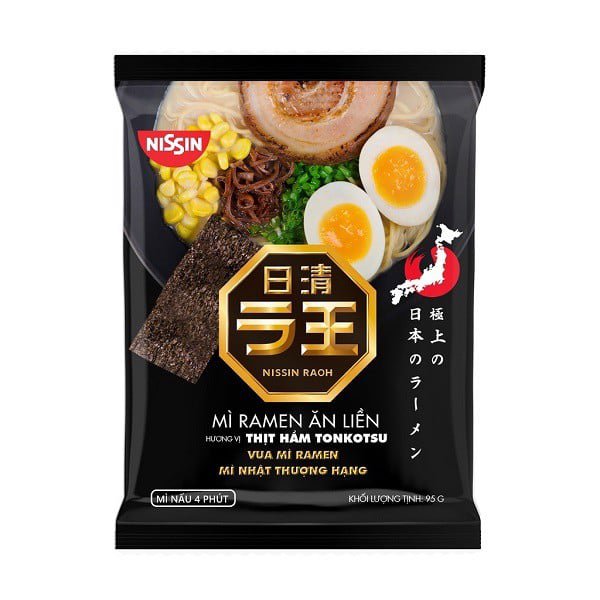 NISSIN
日清
ラ王
NISSIN RAOH
極上の
日本のラーメン
MÌ RAMEN ĂN LIỀN
HƯƠNG VỊ THỊT HẦM TONKOTSU
VUA MÌ RAMEN
MÌ NHẬT THƯỢNG HẠNG
MÌ NẤU 4 PHÚT
KHỐI LƯỢNG TỊNH: 95 G